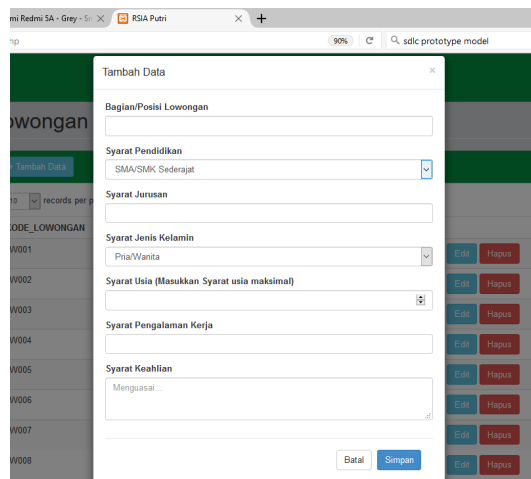 mi Redmi 5A - Grey - Sn
RSIA Putri
np
90%
sdlc prototype model
owongan
Tambah Data
10 records per p
KODE_LOWONGAN
W001
W002
W003
W004
W005
W006
W007
W008
Tambah Data
Bagian/Posisi Lowongan
Syarat Pendidikan
SMA/SMK Sederajat
Syarat Jurusan
Syarat Jenis Kelamin
Pria/Wanita
Syarat Usia (Masukkan Syarat usia maksimal)
Syarat Pengalaman Kerja
Syarat Keahlian
Menguasai...
Batal Simpan
Edit Hapus
Edit Hapus
Edit Hapus
Edit Hapus
Edit Hapus
Edit Hapus
Edit Hapus
Edit Hapus